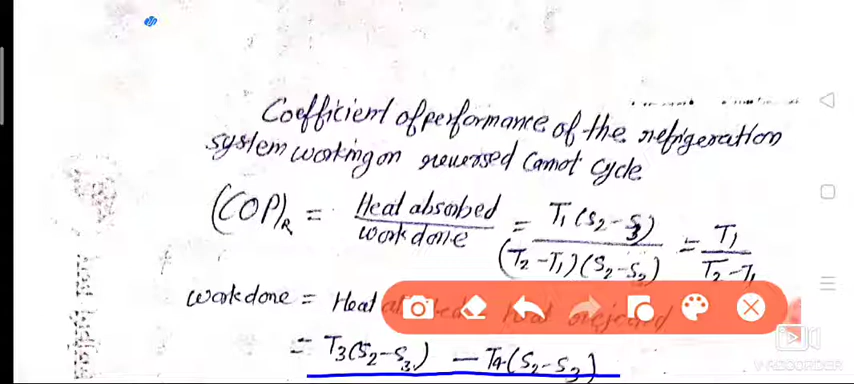 Coefficient of performance of the refrigeration
system working on reversed Carnot Cycle
(COP)R = Heat absorbed / work done = T1 (S2-S3) / (T2-T1)(S2-S3) = T1 / T2-T1
work done = Heat
= T3(S2-S3) - T4(S2-S3)
V RECORDER